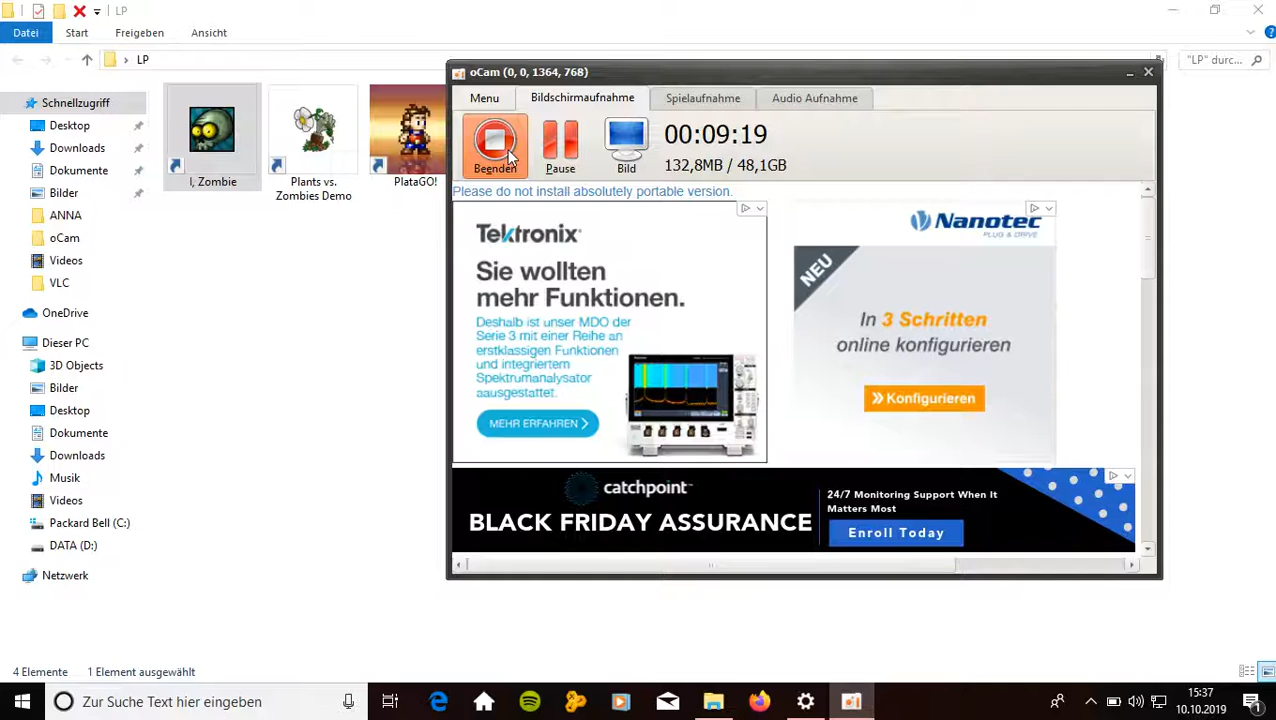 LP
Datei
Start
Freigeben
Ansicht
LP
"LP" durc...
Schnellzugriff
Desktop
Downloads
Dokumente
Bilder
ANNA
oCam
Videos
VLC
OneDrive
Dieser PC
3D Objects
Bilder
Desktop
Dokumente
Downloads
Musik
Videos
Packard Bell (C:)
DATA (D:)
Netzwerk
I, Zombie
Plants vs.
Zombies Demo
PlataGO!
oCam (0, 0, 1364, 768)
Menu
Bildschirmaufnahme
Spielaufnahme
Audio Aufnahme
Begnden
Pause
Bild
00:09:19
132,8MB / 48,1GB
Please do not install absolutely portable version.
Tektronix
Sie wollten
mehr Funktionen.
Deshalb ist unser MDO der
Serie 3 mit einer Reihe an
erstklassigen Funktionen
und integriertem
Spektrumanalysator
aausgestattet.
MEHR ERFAHREN
Nanotec
PLUG & DRIVE
NEU
In 3 Schritten
online konfigurieren
Konfigurieren
catchpoint
BLACK FRIDAY ASSURANCE
24/7 Monitoring Support When It
Matters Most
Enroll Today
4 Elemente
1 Element ausgewählt
Zur Suche Text hier eingeben
15:37
10.10.2019
1